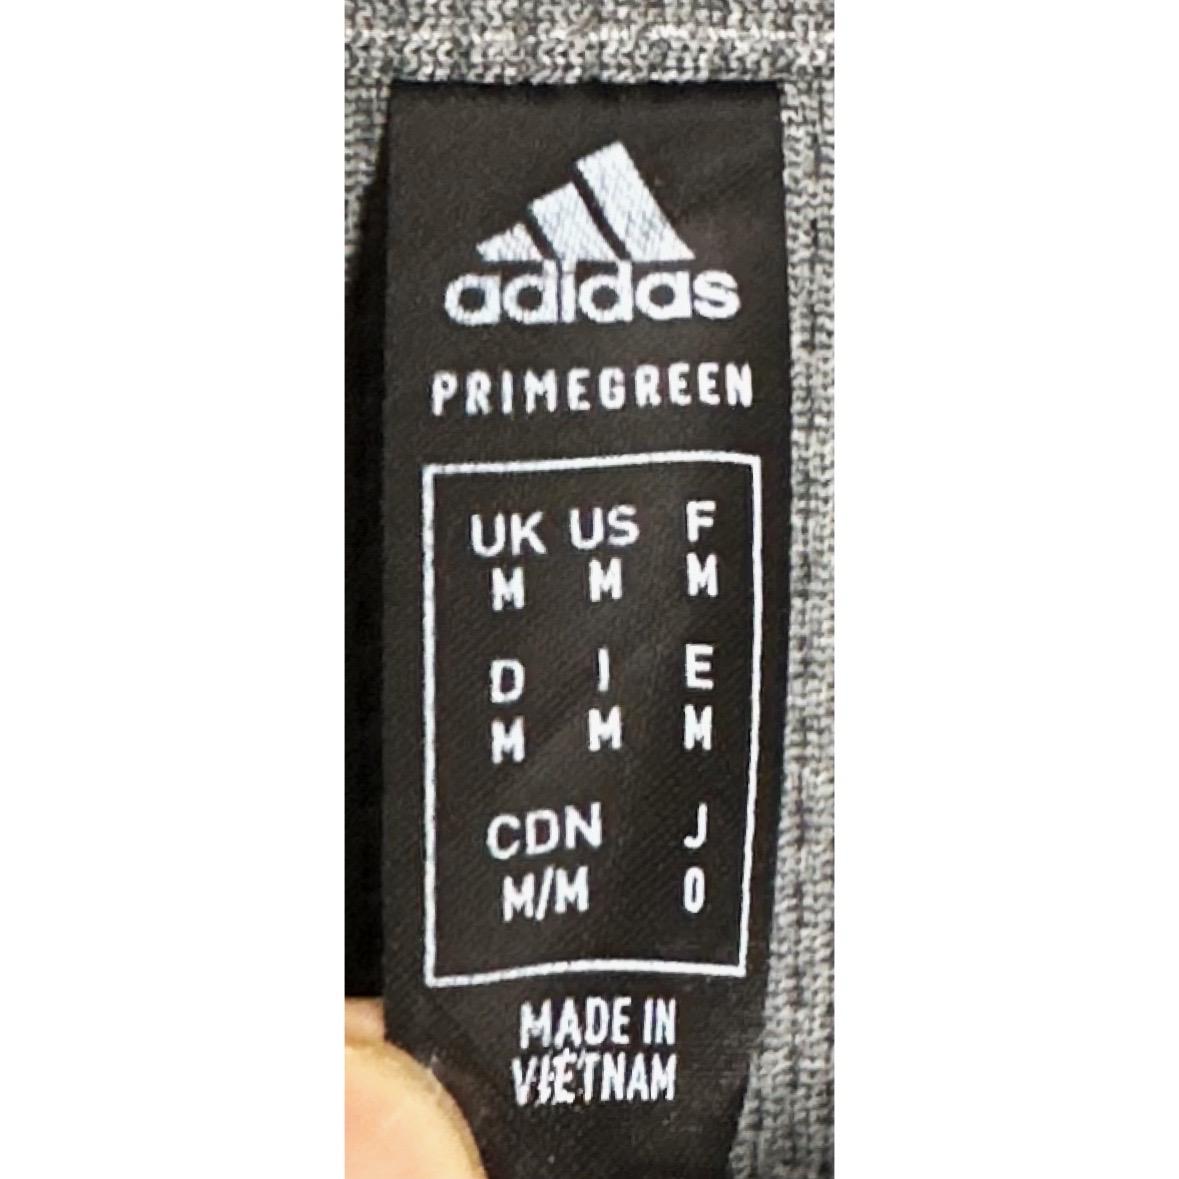 adidas
PRIMEGREEN
UK US F
M M M
D I E
M M M
CDN J
M/M O
MADE IN
VIETNAM